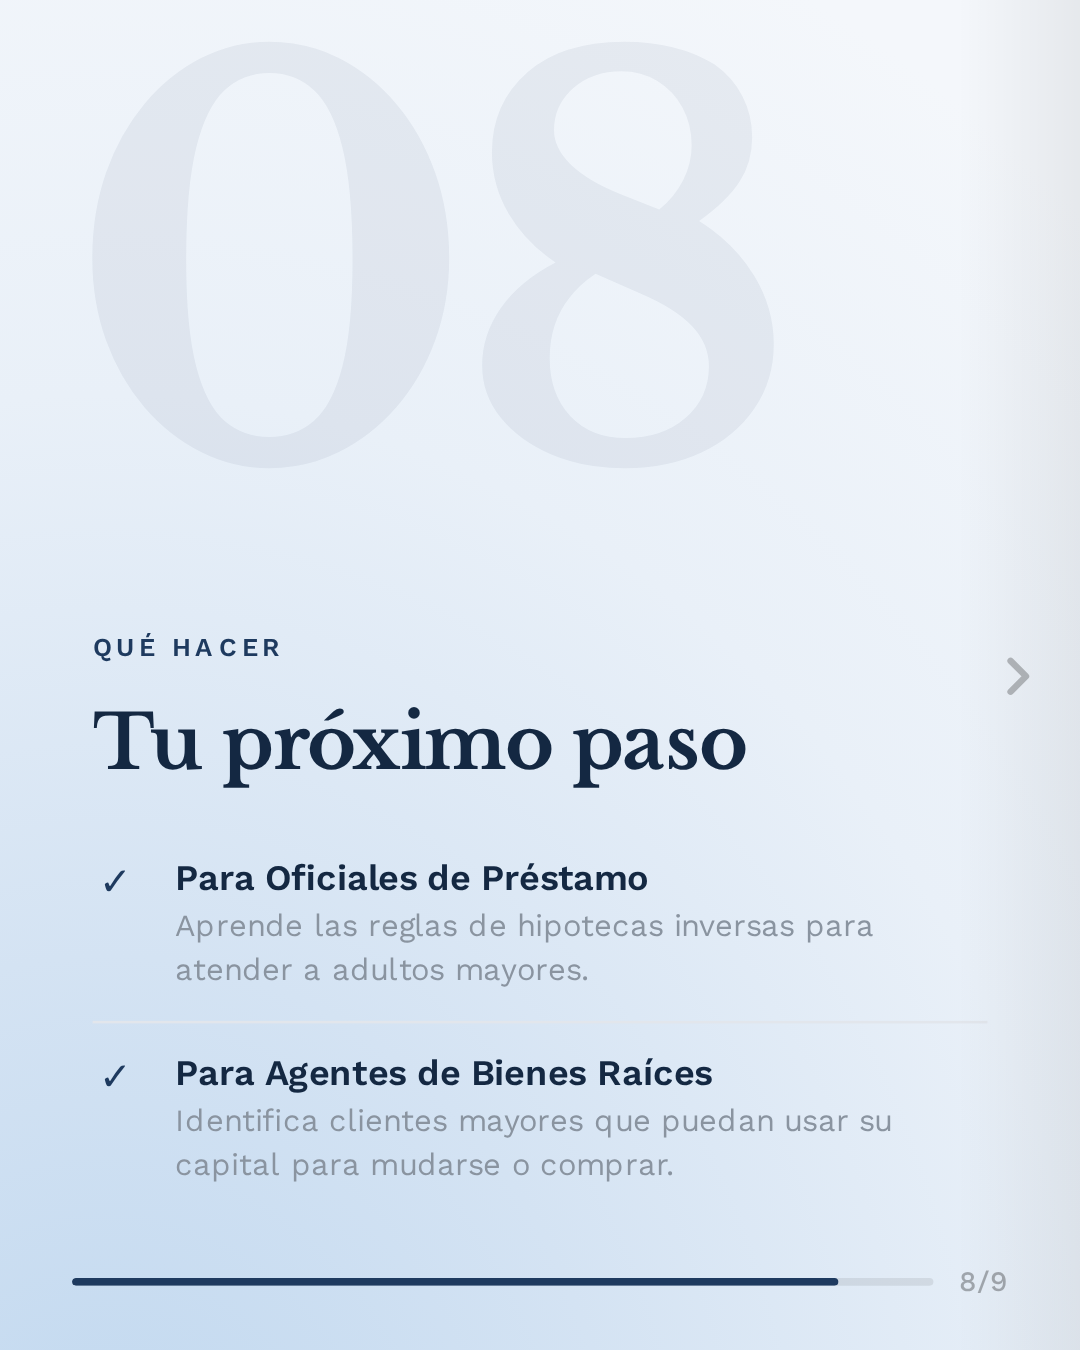 08
QUÉ HACER
Tu próximo paso
✓ Para Oficiales de Préstamo
Aprende las reglas de hipotecas inversas para
atender a adultos mayores.
✓ Para Agentes de Bienes Raíces
Identifica clientes mayores que puedan usar su
capital para mudarse o comprar.
8/9